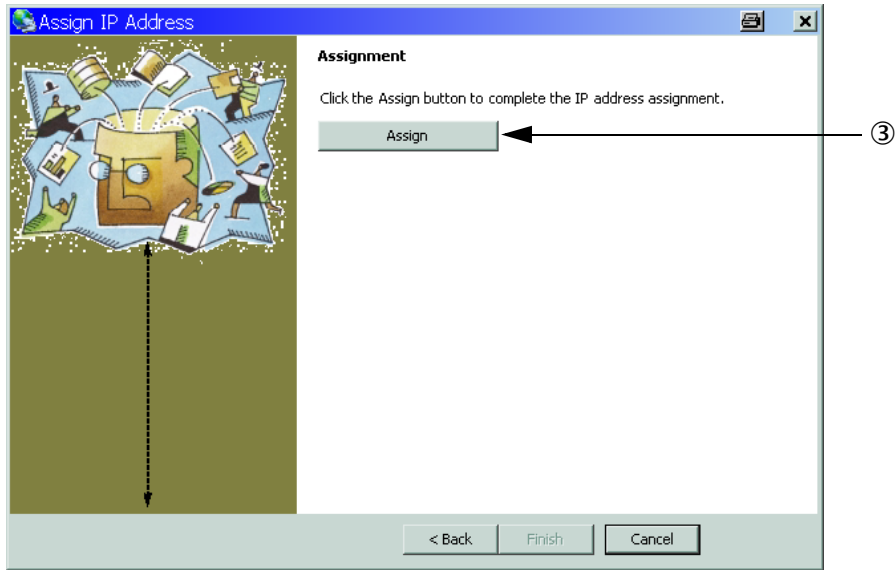 Assign IP Address
Assignment
Click the Assign button to complete the IP address assignment.
Assign
③
< Back
Finish
Cancel